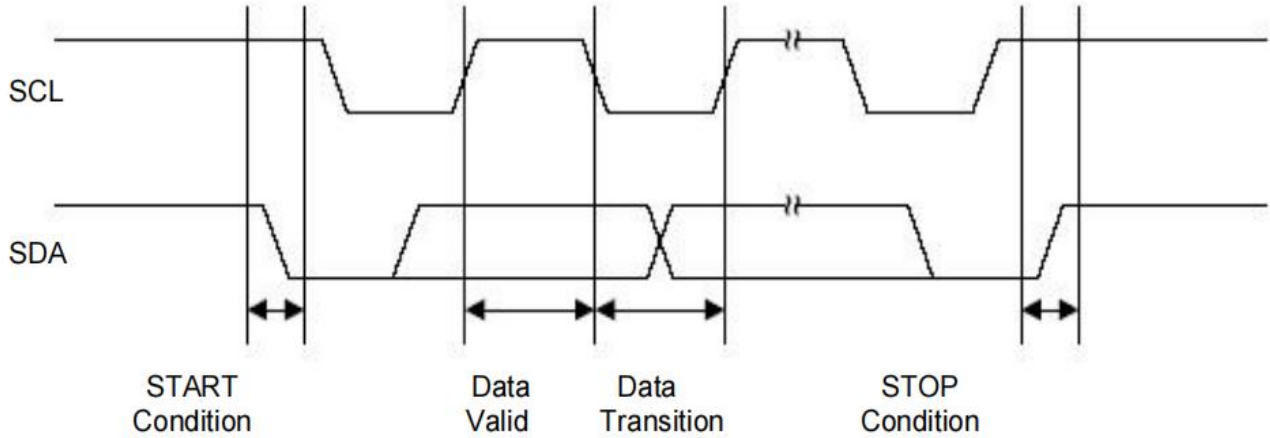 SCL
SDA
START
Condition
Data
Valid
Data
Transition
STOP
Condition